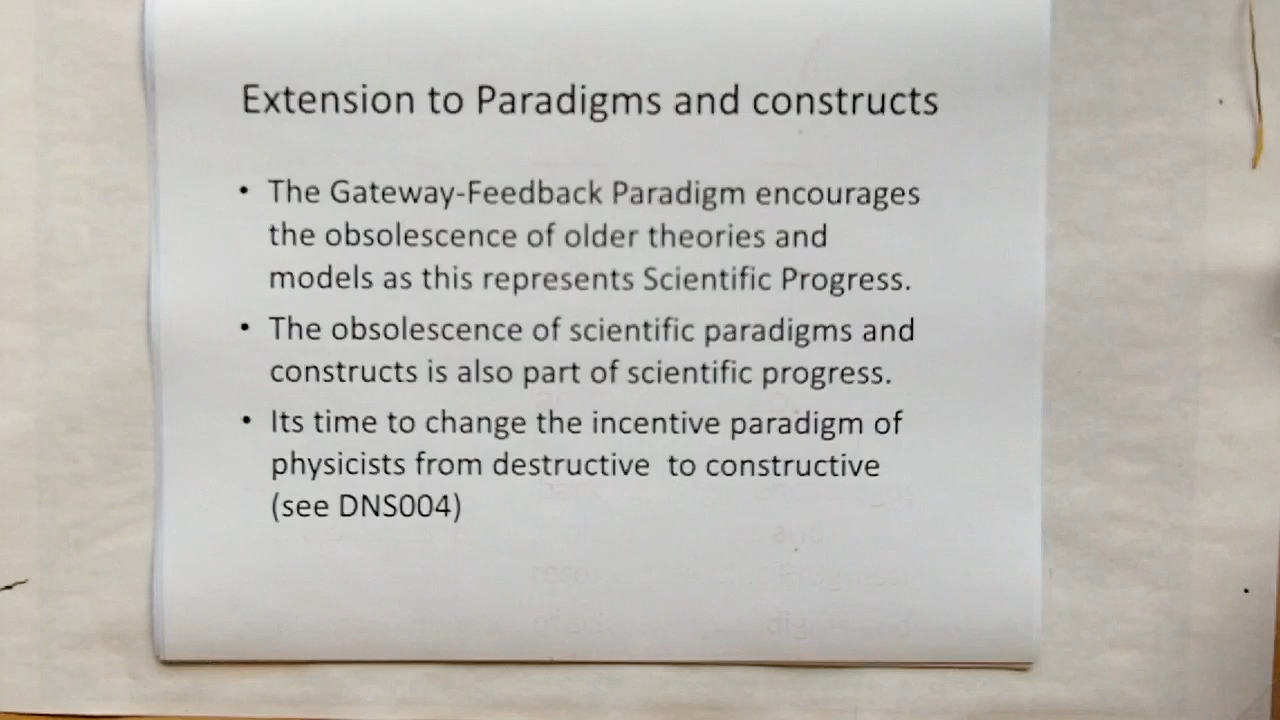 Extension to Paradigms and constructs
• The Gateway-Feedback Paradigm encourages
the obsolescence of older theories and
models as this represents Scientific Progress.
• The obsolescence of scientific paradigms and
constructs is also part of scientific progress.
• Its time to change the incentive paradigm of
physicists from destructive  to constructive
(see DNS004)